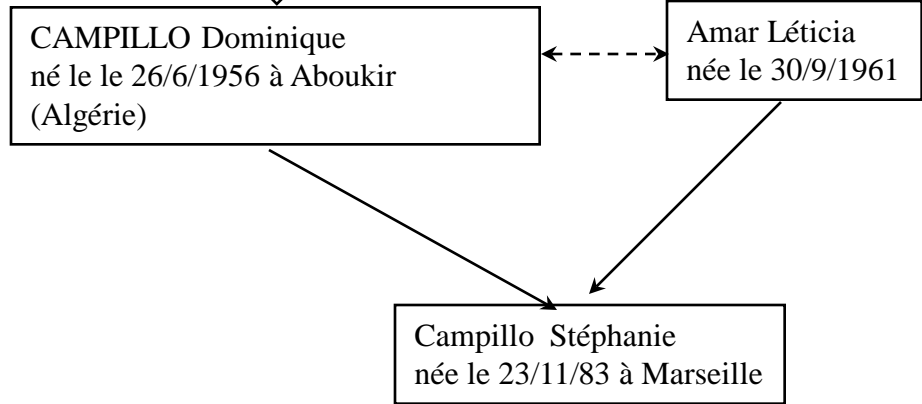 CAMPILLO Dominique
né le le 26/6/1956 à Aboukir
(Algérie)
Amar Léticia
née le 30/9/1961
Campillo Stéphanie
née le 23/11/83 à Marseille